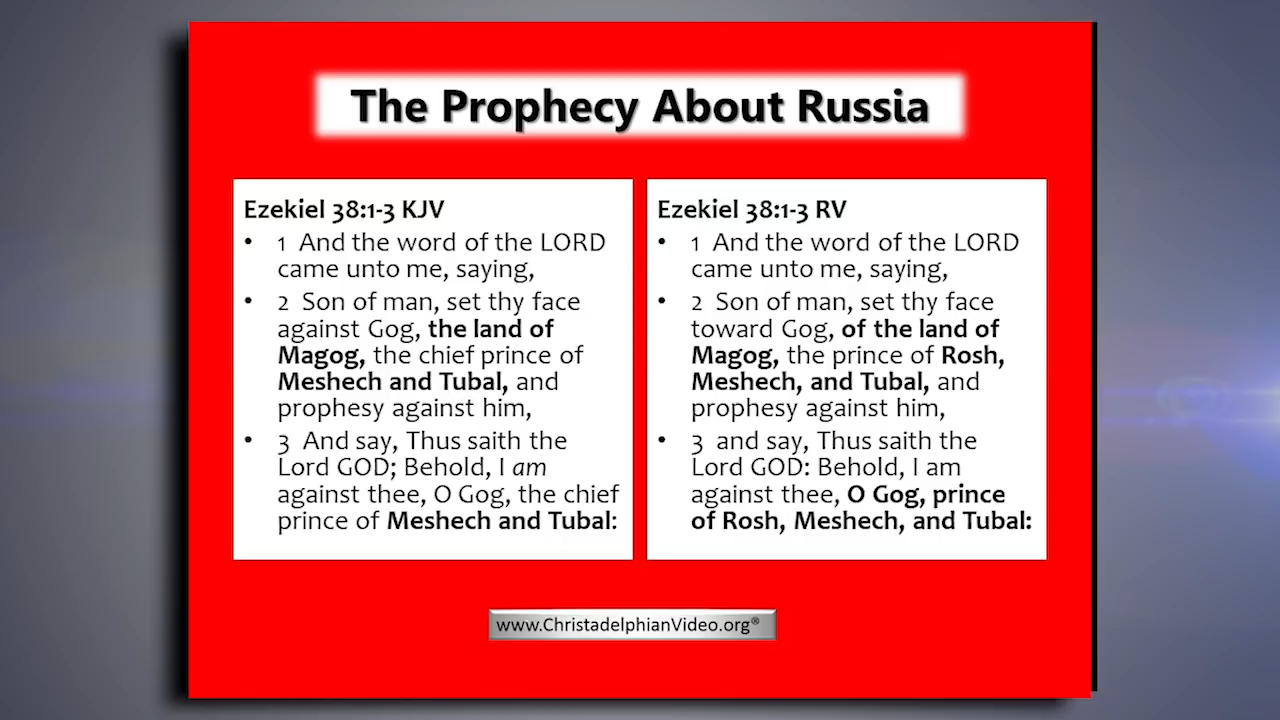 The Prophecy About Russia
Ezekiel 38:1-3 KJV
• 1 And the word of the LORD
came unto me, saying,
• 2 Son of man, set thy face
against Gog, the land of
Magog, the chief prince of
Meshech and Tubal, and
prophesy against him,
• 3 And say, Thus saith the
Lord GOD; Behold, I am
against thee, O Gog, the chief
prince of Meshech and Tubal:
Ezekiel 38:1-3 RV
• 1 And the word of the LORD
came unto me, saying,
• 2 Son of man, set thy face
toward Gog, of the land of
Magog, the prince of Rosh,
Meshech, and Tubal, and
prophesy against him,
• 3 and say, Thus saith the
Lord GOD: Behold, I am
against thee, O Gog, prince
of Rosh, Meshech, and Tubal:
www.ChristadelphianVideo.org®